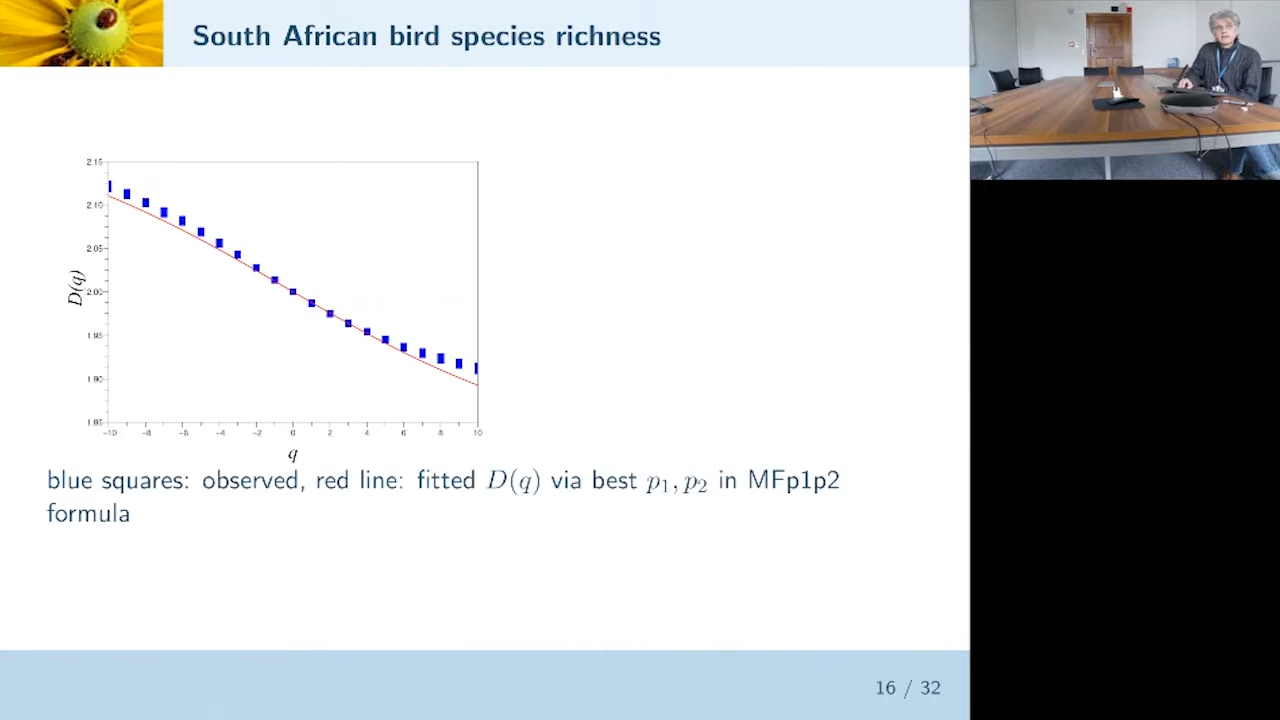 South African bird species richness
2.15
2.10
2.05
2.00
1.95
1.90
1.85
D(q)
−10 −8 −6 −4 −2 0 2 4 6 8 10
q
blue squares: observed, red line: fitted D(q) via best p₁, p₂ in MFp1p2
formula
16 / 32